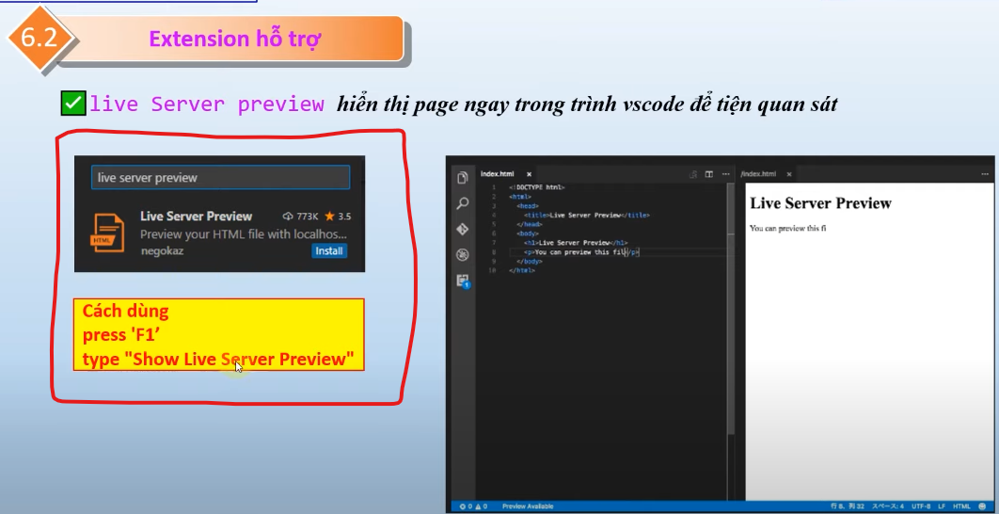 6.2
Extension hỗ trợ
live Server preview hiển thị page ngay trong trình vscode để tiện quan sát
live server preview
Live Server Preview 773K 3.5
Preview your HTML file with localhos...
negokaz Install
HTML
Cách dùng
press 'F1’
type "Show Live Server Preview"
index.html x
1 <!DOCTYPE html>
2 <html>
3 <head>
4 <title>Live Server Preview</title>
5 </head>
6 <body>
7 <h1>Live Server Preview</h1>
8 <p>You can preview this fil</p>
9 </body>
10 </html>
1
0 0 Preview Available
/index.html x
Live Server Preview
You can preview this fi
行 8、列 32 スペース: 4 UTF-8 LF HTML